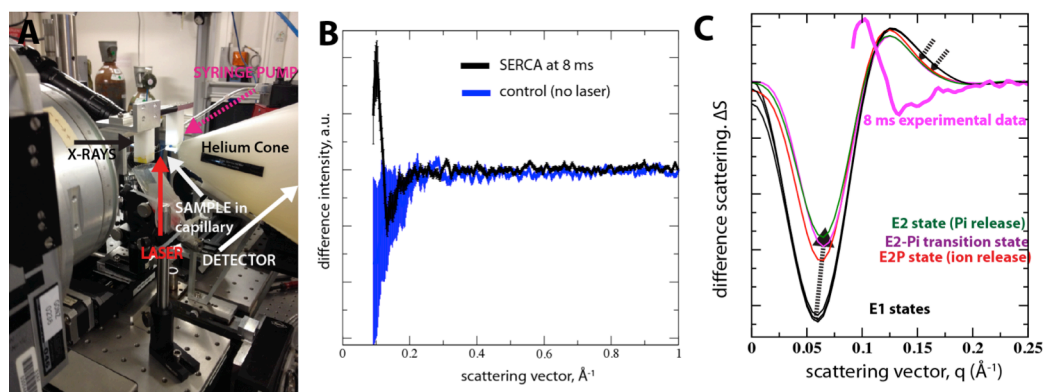 A
SYRINGE PUMP
X-RAYS
Helium Cone
SAMPLE in
capillary
LASER
DETECTOR
B
SERCA at 8 ms
control (no laser)
difference intensity, a.u.
0
0.2
0.4
0.6
0.8
1
scattering vector, Å-1
C
8 ms experimental data
E2 state (Pi release)
E2-Pi transition state
E2P state (ion release)
E1 states
difference scattering. ΔS
0
0.05
0.1
0.15
0.20
0.25
scattering vector, q (Å-1)